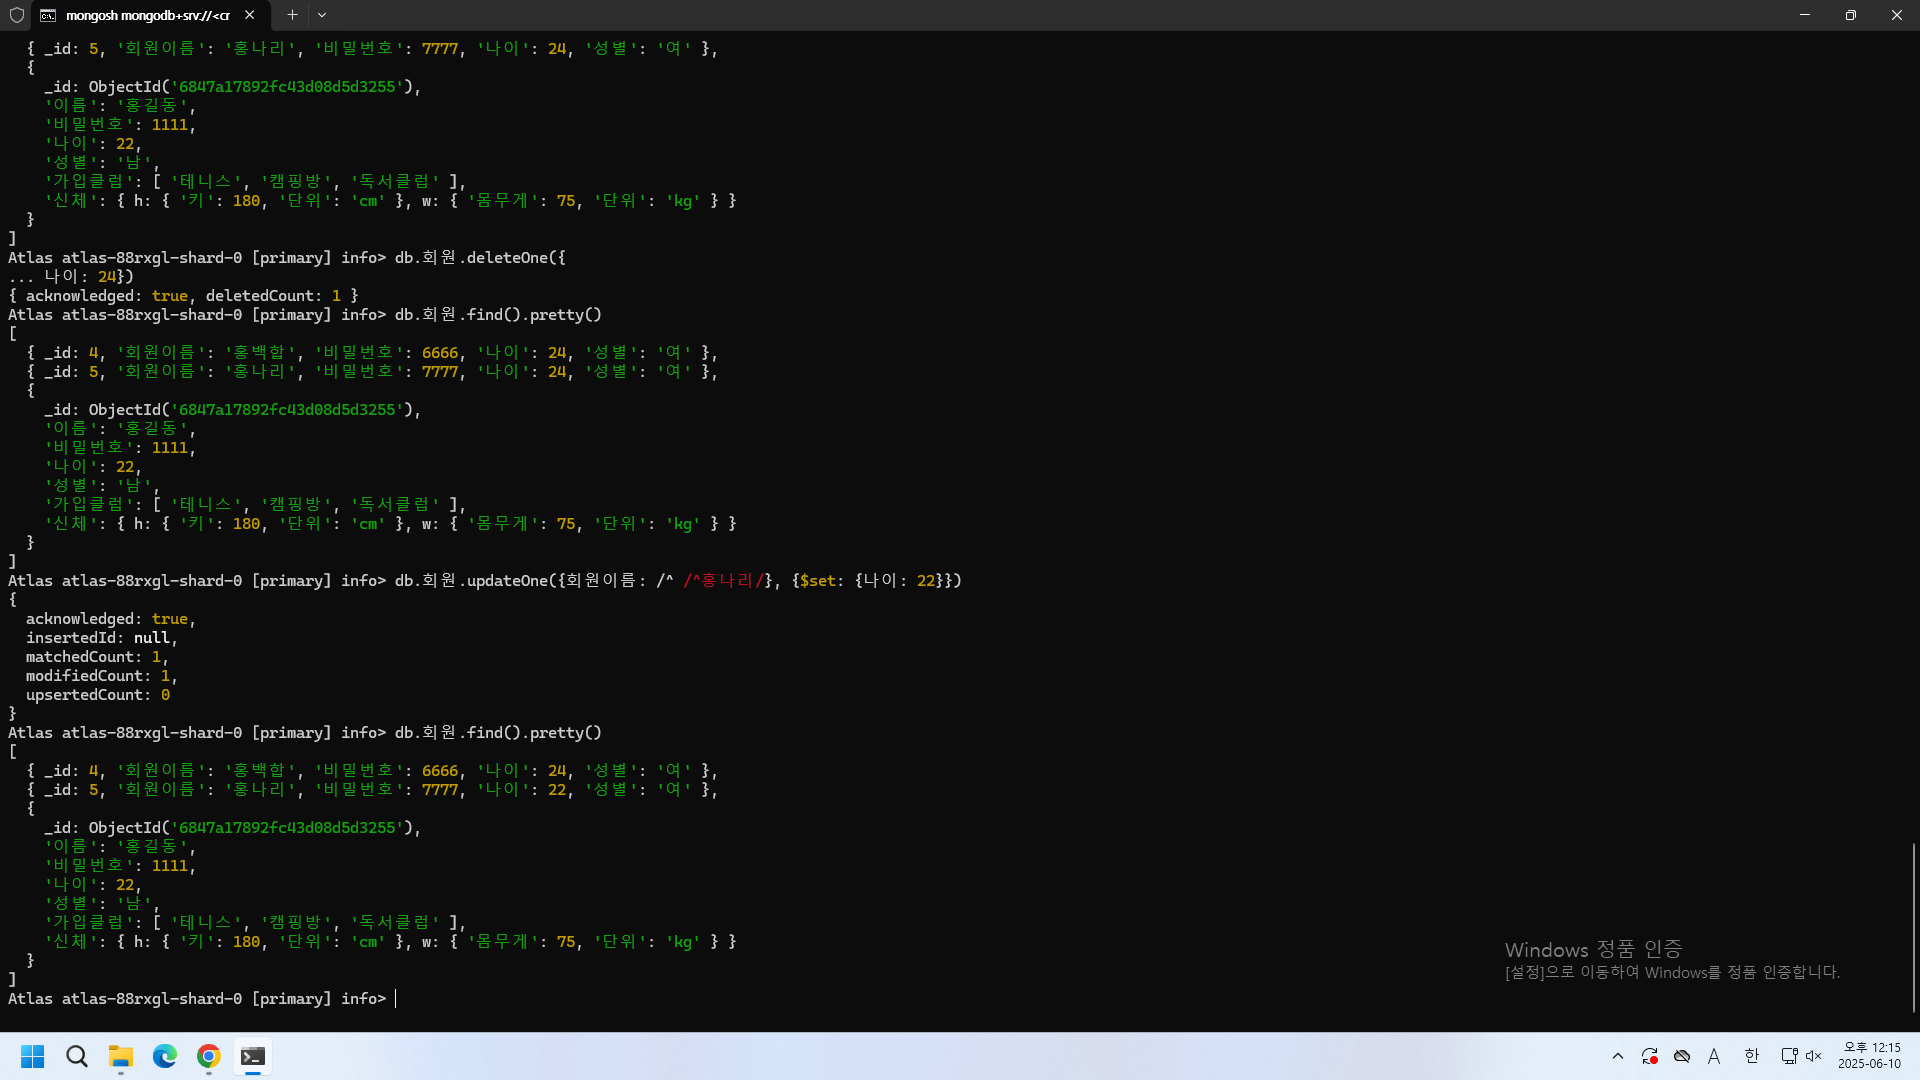 mongosh mongodb+srv://<cr
{ _id: 5, '회원이름': '홍나리', '비밀번호': 7777, '나이': 24, '성별': '여' },
{
_id: ObjectId('6847a17892fc43d08d5d3255'),
'이름': '홍길동',
'비밀번호': 1111,
'나이': 22,
'성별': '남',
'가입클럽': [ '테니스', '캠핑방', '독서클럽' ],
'신체': { h: { '키': 180, '단위': 'cm' }, w: { '몸무게': 75, '단위': 'kg' } }
}
]
Atlas atlas-88rxgl-shard-0 [primary] info> db.회원.deleteOne({
... 나이: 24})
{ acknowledged: true, deletedCount: 1 }
Atlas atlas-88rxgl-shard-0 [primary] info> db.회원.find().pretty()
[
{ _id: 4, '회원이름': '홍백합', '비밀번호': 6666, '나이': 24, '성별': '여' },
{ _id: 5, '회원이름': '홍나리', '비밀번호': 7777, '나이': 24, '성별': '여' },
{
_id: ObjectId('6847a17892fc43d08d5d3255'),
'이름': '홍길동',
'비밀번호': 1111,
'나이': 22,
'성별': '남',
'가입클럽': [ '테니스', '캠핑방', '독서클럽' ],
'신체': { h: { '키': 180, '단위': 'cm' }, w: { '몸무게': 75, '단위': 'kg' } }
}
]
Atlas atlas-88rxgl-shard-0 [primary] info> db.회원.updateOne({회원이름: /^ /^홍나리/}, {$set: {나이: 22}})
{
acknowledged: true,
insertedId: null,
matchedCount: 1,
modifiedCount: 1,
upsertedCount: 0
}
Atlas atlas-88rxgl-shard-0 [primary] info> db.회원.find().pretty()
[
{ _id: 4, '회원이름': '홍백합', '비밀번호': 6666, '나이': 24, '성별': '여' },
{ _id: 5, '회원이름': '홍나리', '비밀번호': 7777, '나이': 22, '성별': '여' },
{
_id: ObjectId('6847a17892fc43d08d5d3255'),
'이름': '홍길동',
'비밀번호': 1111,
'나이': 22,
'성별': '남',
'가입클럽': [ '테니스', '캠핑방', '독서클럽' ],
'신체': { h: { '키': 180, '단위': 'cm' }, w: { '몸무게': 75, '단위': 'kg' } }
}
]
Atlas atlas-88rxgl-shard-0 [primary] info>
Windows 정품 인증
[설정]으로 이동하여 Windows를 정품 인증합니다.
A 한
오후 12:15
2025-06-10